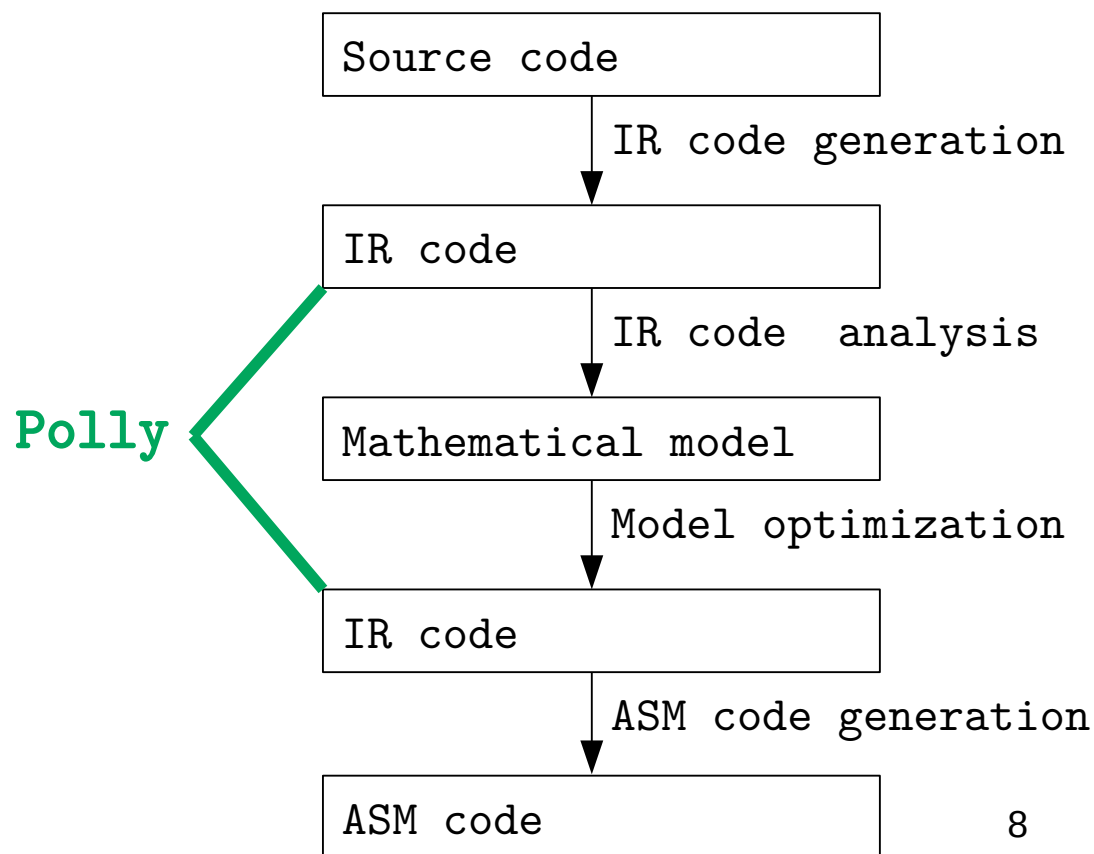 Source code
IR code generation
IR code
IR code analysis
Polly
Mathematical model
Model optimization
IR code
ASM code generation
ASM code
8